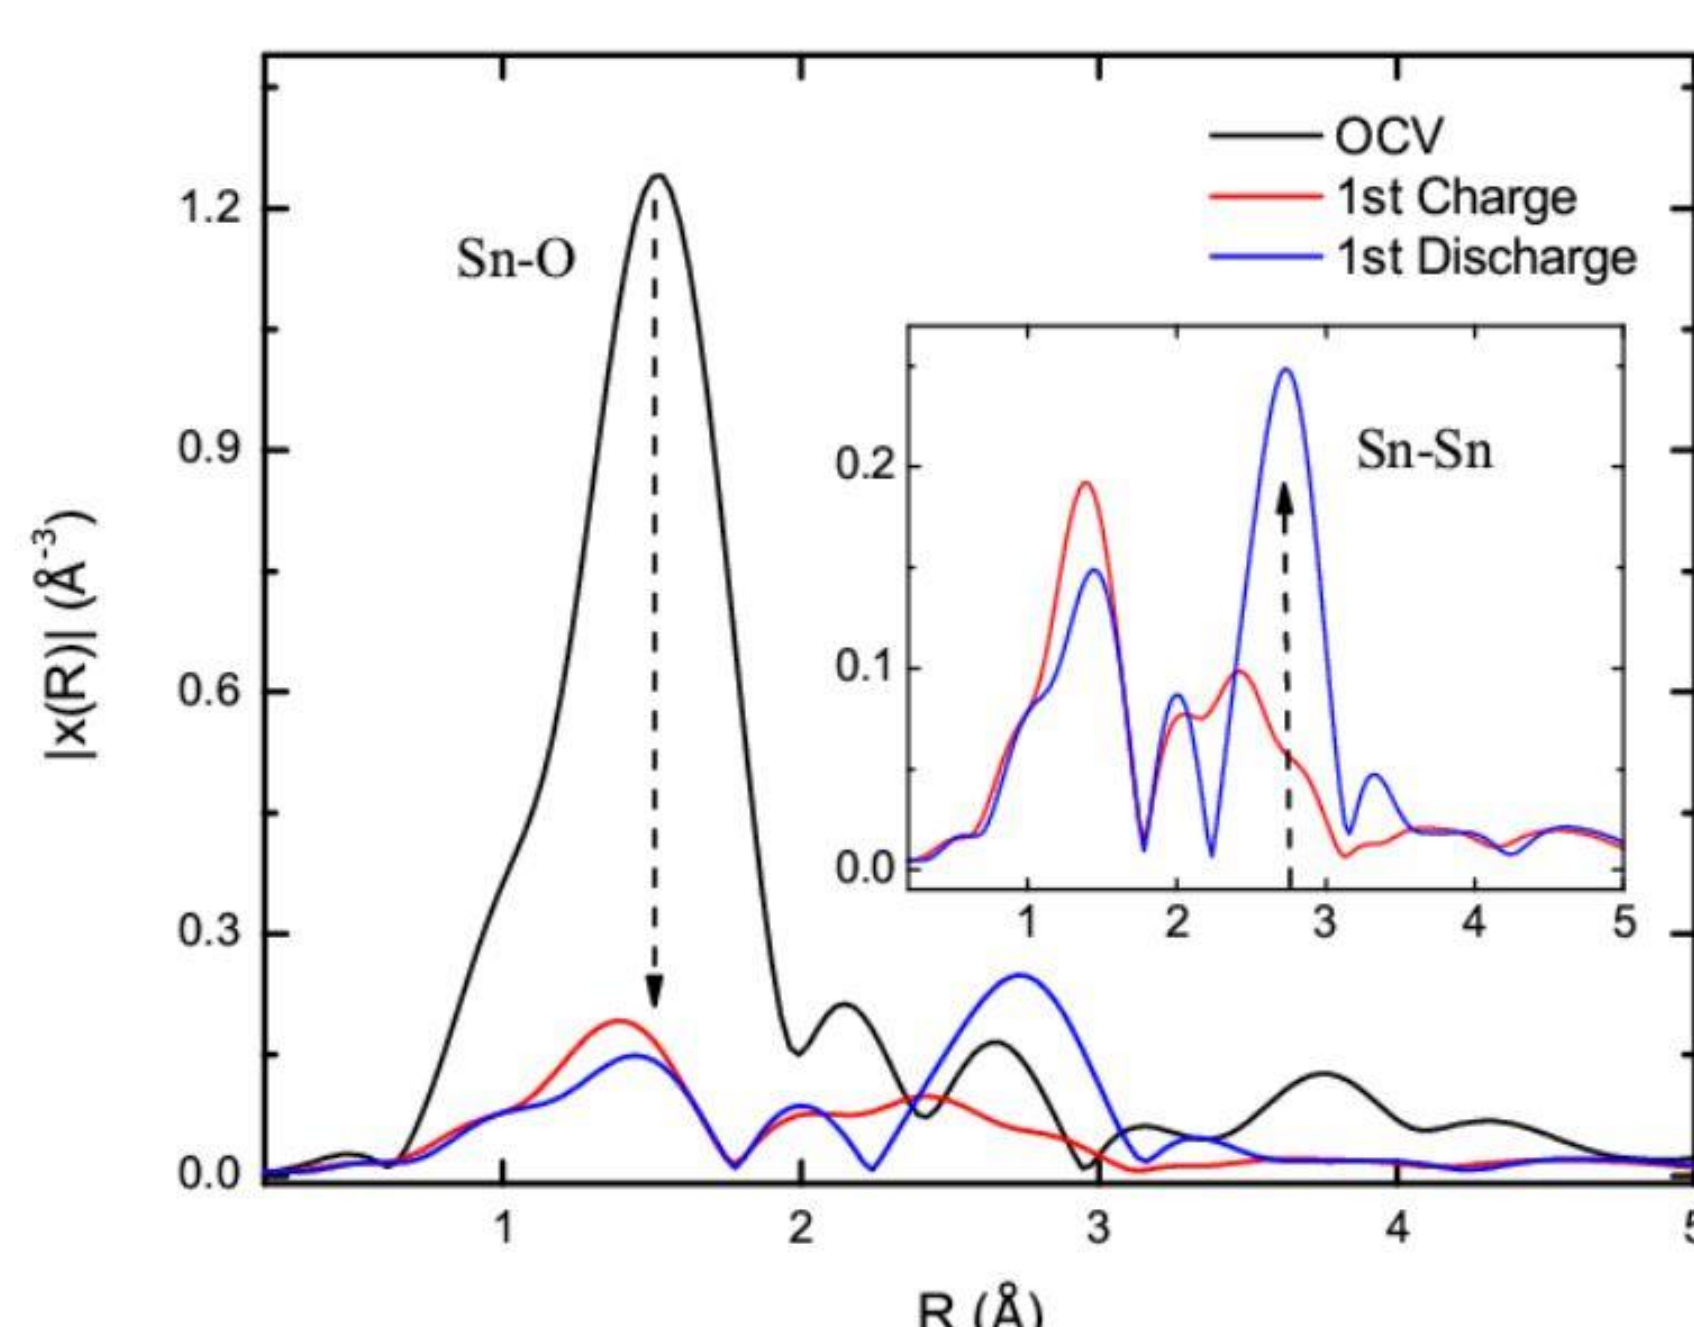 OCV
1st Charge
1st Discharge
1.2
Sn-O
0.9
0.2
Sn-Sn
|x(R)| (Å⁻³)
0.6
0.1
0.0
1 2 3 4 5
0.3
0.0
1 2 3 4 5
R (Å)